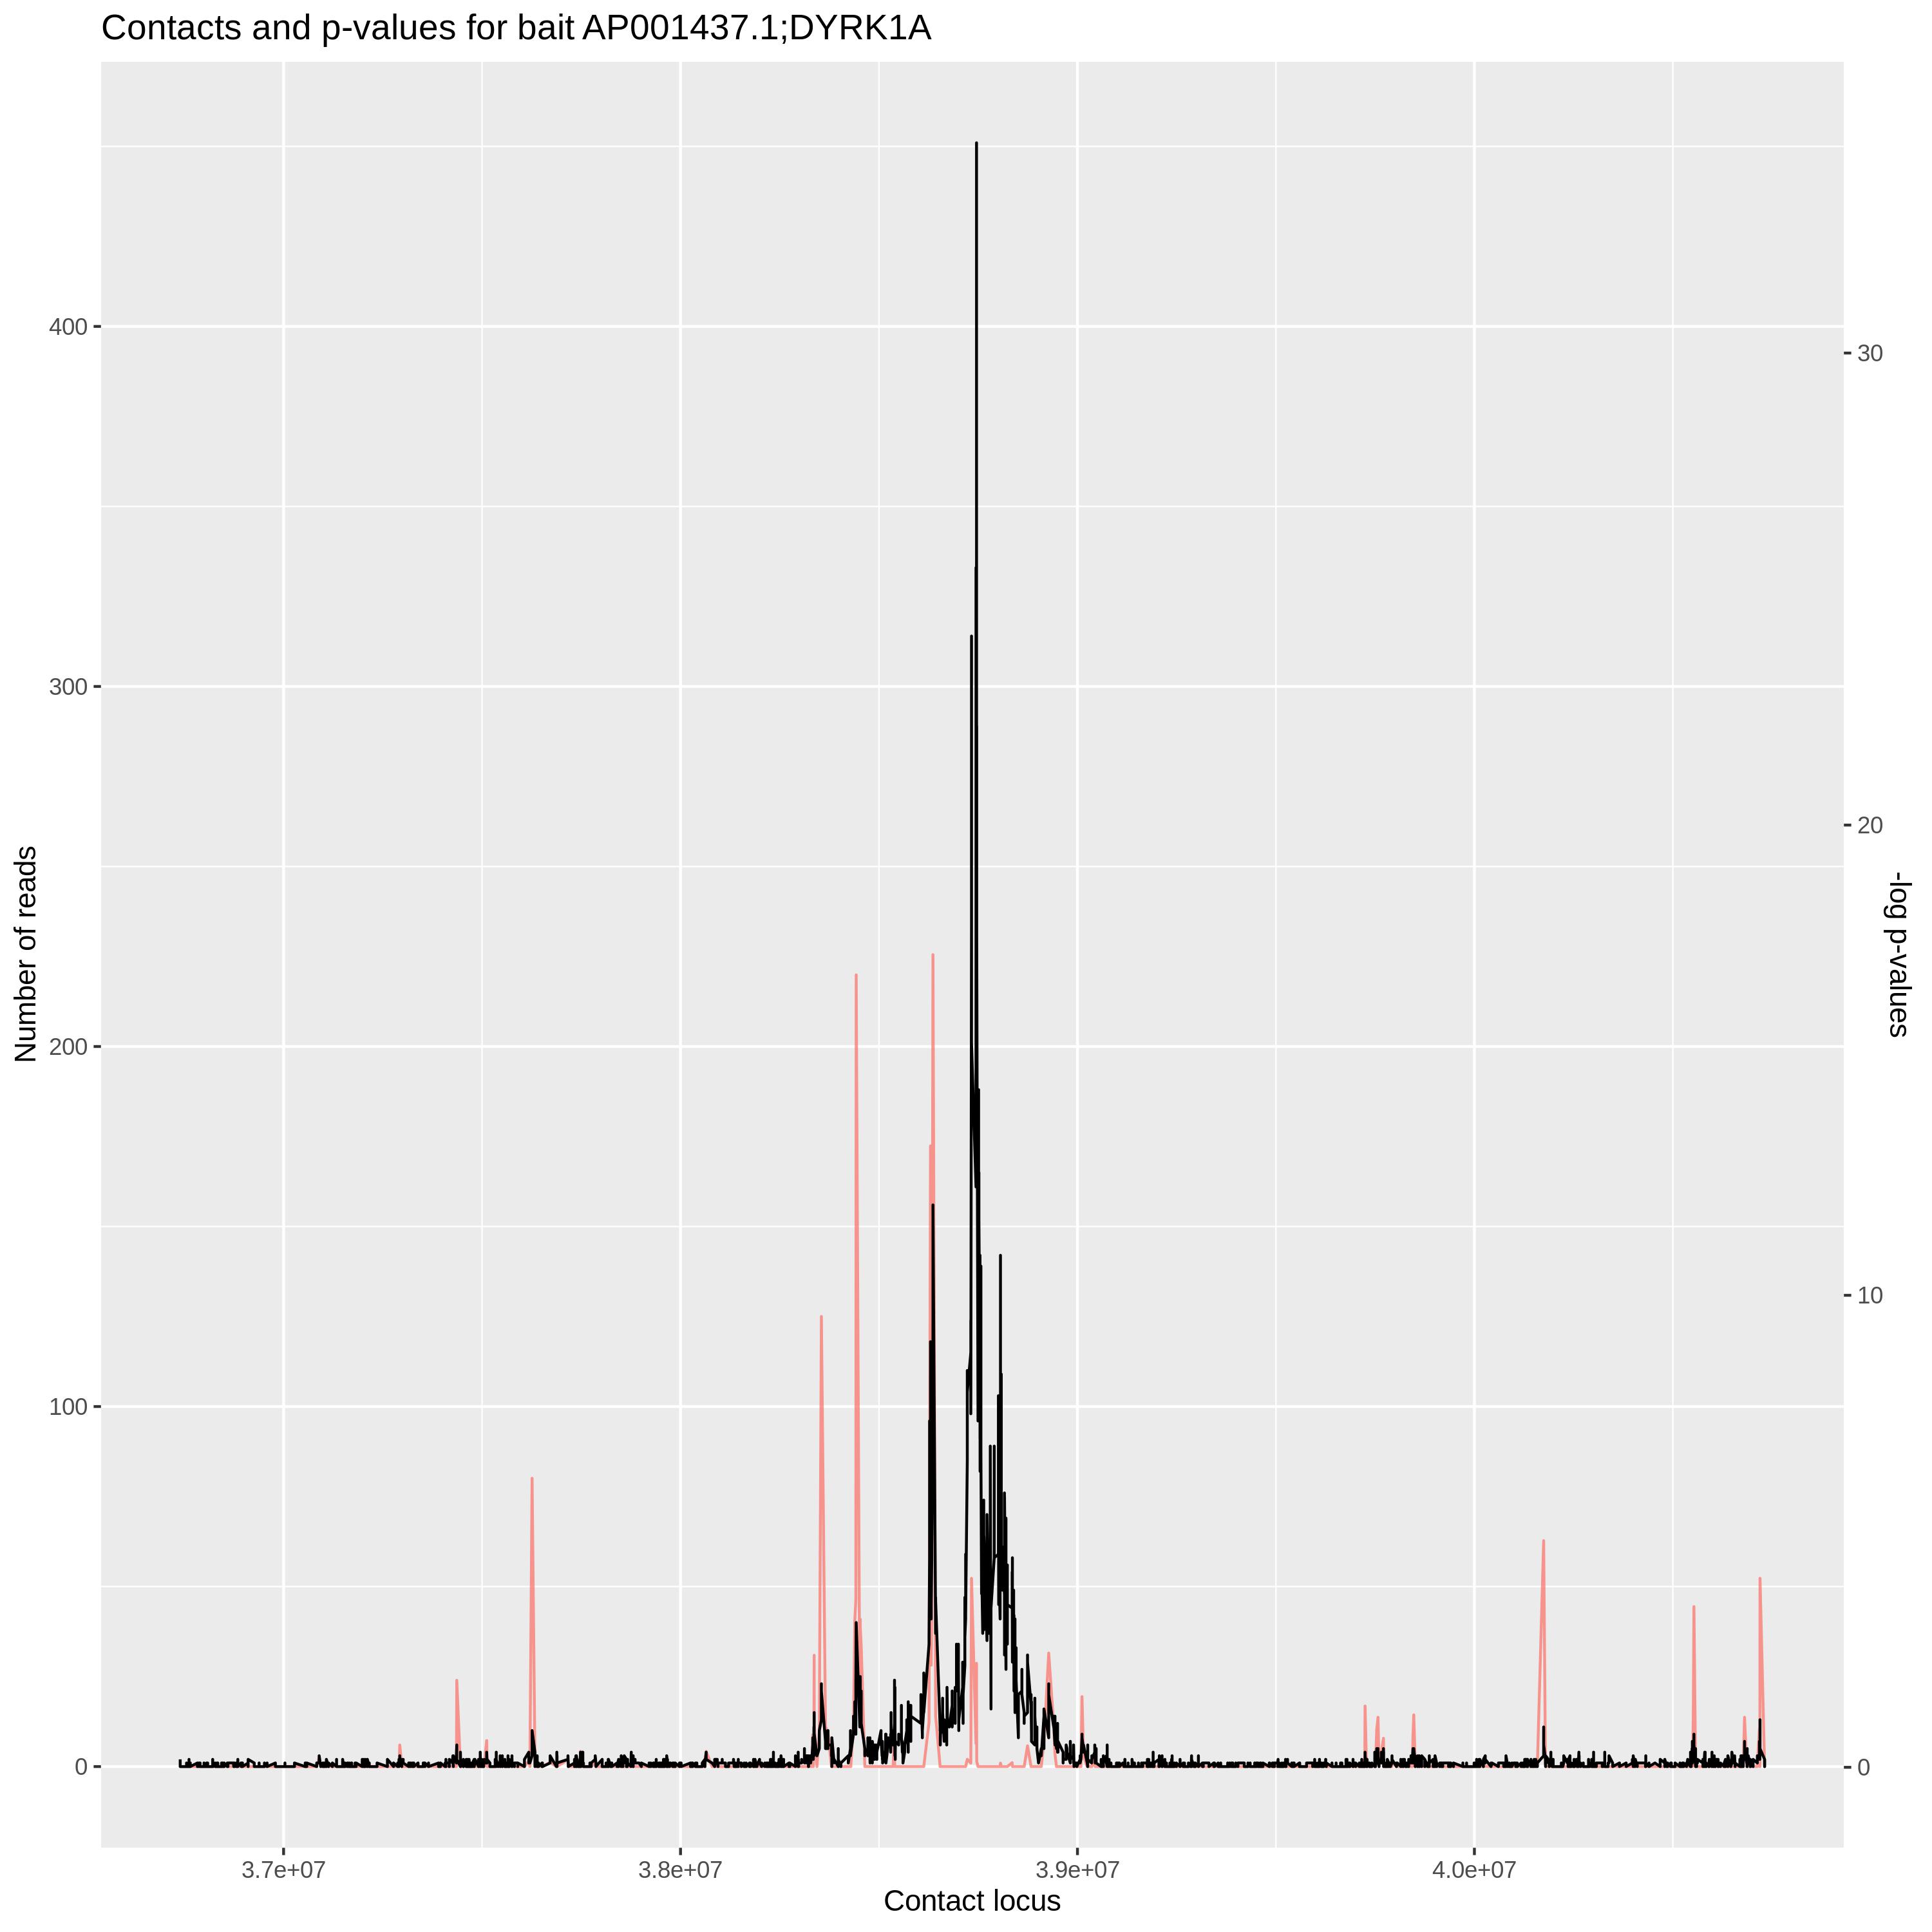 Contacts and p-values for bait AP001437.1;DYRK1A
400
300
200
100
0
Number of reads
30
20
10
0
-log p-values
3.7e+07
3.8e+07
3.9e+07
4.0e+07
Contact locus